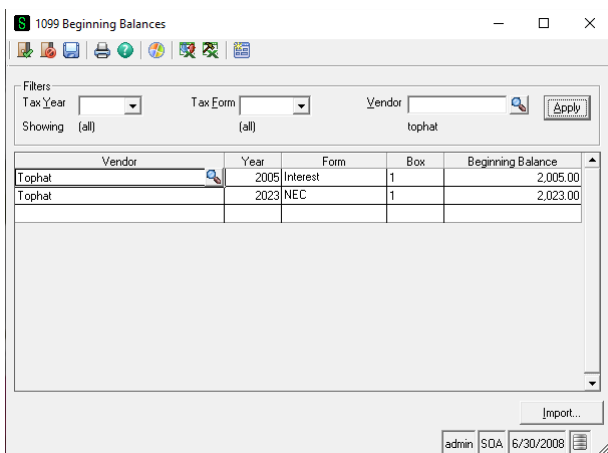 S 1099 Beginning Balances
Filters
Tax Year Tax Form Vendor Apply
Showing (all) (all) tophat
Vendor Year Form Box Beginning Balance
Tophat 2005 Interest 1 2,005.00
Tophat 2023 NEC 1 2,023.00
Import...
admin SOA 6/30/2008